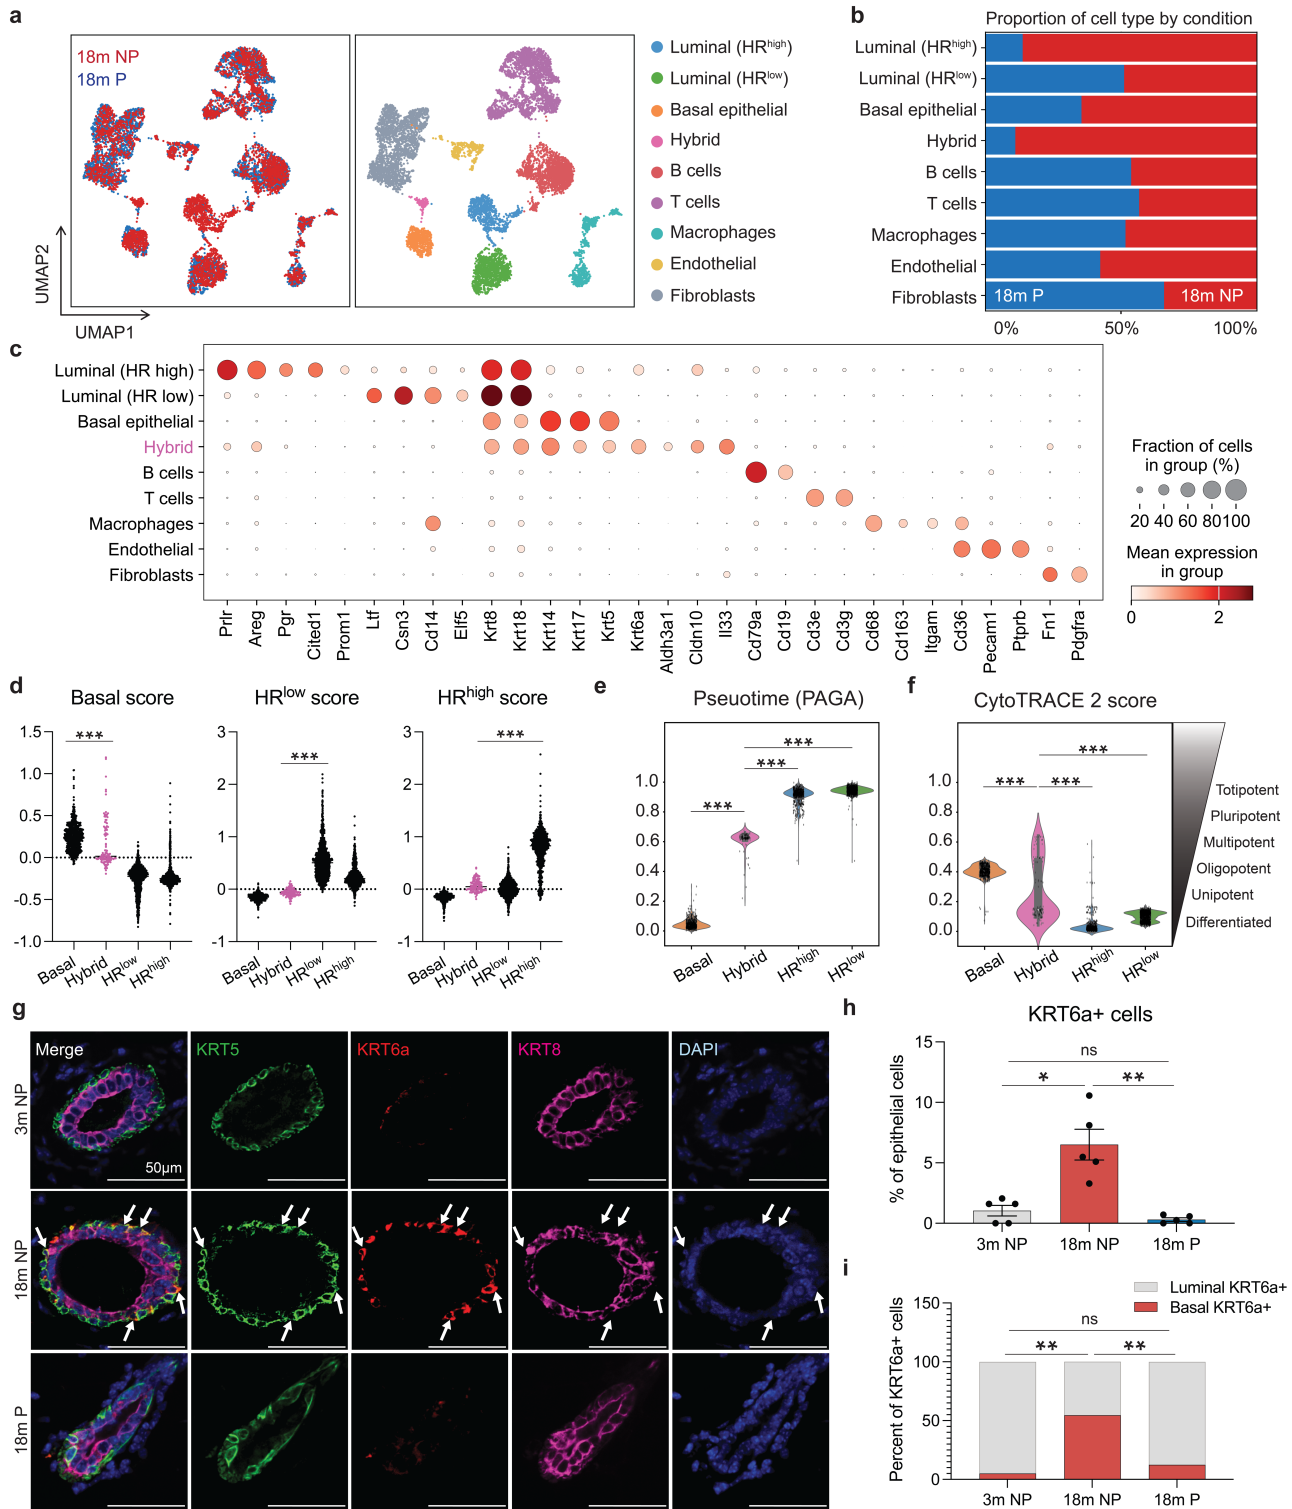 a
18m NP
18m P
UMAP2
UMAP1
Luminal (HRhigh)
Luminal (HRlow)
Basal epithelial
Hybrid
B cells
T cells
Macrophages
Endothelial
Fibroblasts
b
Proportion of cell type by condition
Luminal (HRhigh)
Luminal (HRlow)
Basal epithelial
Hybrid
B cells
T cells
Macrophages
Endothelial
Fibroblasts
18m P 18m NP
0% 50% 100%
c
Luminal (HR high)
Luminal (HR low)
Basal epithelial
Hybrid
B cells
T cells
Macrophages
Endothelial
Fibroblasts
Prlr
Areg
Pgr
Cited1
Prom1
Ltf
Csn3
Cd14
Elf5
Krt8
Krt18
Krt14
Krt17
Krt5
Krt6a
Aldh3a1
Cldn10
Il33
Cd79a
Cd19
Cd3e
Cd3g
Cd68
Cd163
Itgam
Cd36
Pecam1
Ptprb
Fn1
Pdgfra
Fraction of cells
in group (%)
20 40 60 80 100
Mean expression
in group
0 2
d
Basal score
1.5
1.0
0.5
0.0
-0.5
-1.0
***
Basal
Hybrid
HRlow
HRhigh
HRlow score
3
2
1
0
-1
***
Basal
Hybrid
HRlow
HRhigh
HRhigh score
3
2
1
0
-1
***
Basal
Hybrid
HRlow
HRhigh
e
Pseuotime (PAGA)
1.0
0.8
0.6
0.4
0.2
0.0
***
***
***
Basal
Hybrid
HRhigh
HRlow
f
CytoTRACE 2 score
1.0
0.8
0.6
0.4
0.2
0.0
***
*** ***
Basal
Hybrid
HRhigh
HRlow
Totipotent
Pluripotent
Multipotent
Oligopotent
Unipotent
Differentiated
g
Merge
KRT5
KRT6a
KRT8
DAPI
3m NP
50µm
18m NP
18m P
h
KRT6a+ cells
% of epithelial cells
15
10
5
0
ns
* **
3m NP 18m NP 18m P
i
Luminal KRT6a+
Basal KRT6a+
Percent of KRT6a+ cells
150
100
50
0
ns
** **
3m NP 18m NP 18m P